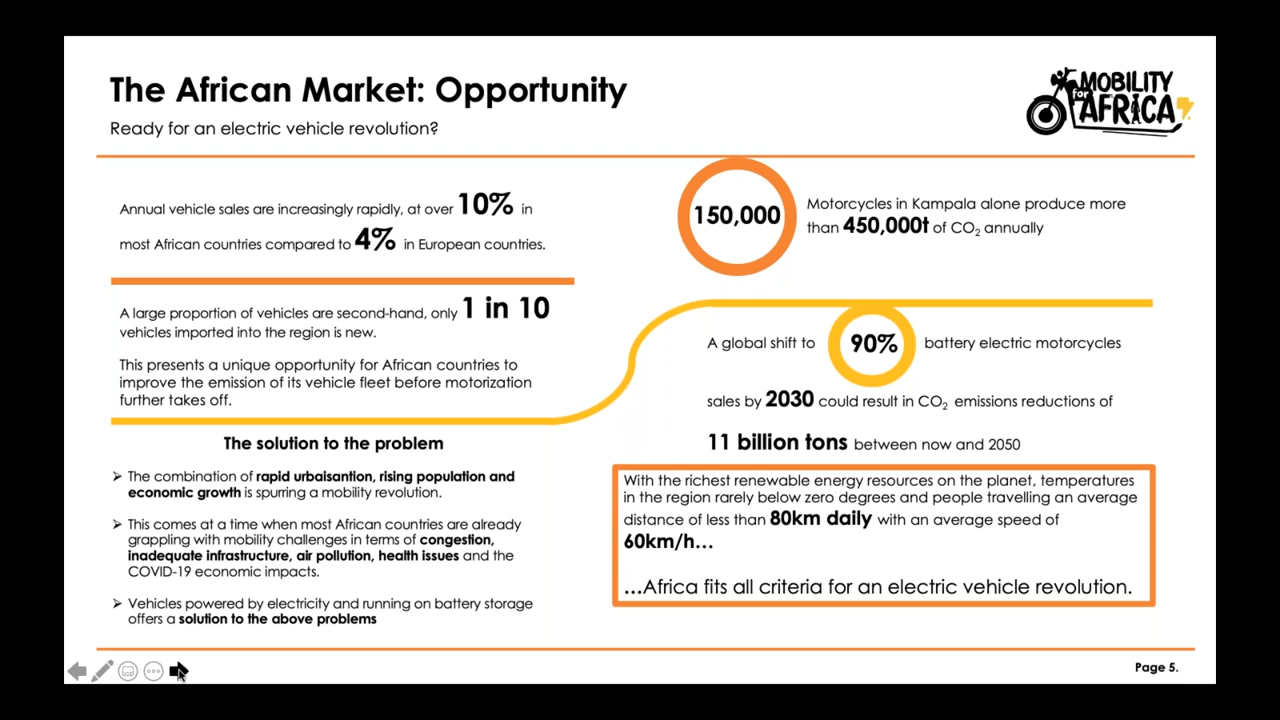 The African Market: Opportunity
Ready for an electric vehicle revolution?
MOBILITY
for
AFRICA
Annual vehicle sales are increasingly rapidly, at over 10% in
most African countries compared to 4% in European countries.
A large proportion of vehicles are second-hand, only 1 in 10
vehicles imported into the region is new.
This presents a unique opportunity for African countries to
improve the emission of its vehicle fleet before motorization
further takes off.
The solution to the problem
➢ The combination of rapid urbaisantion, rising population and
economic growth is spurring a mobility revolution.
➢ This comes at a time when most African countries are already
grappling with mobility challenges in terms of congestion,
inadequate infrastructure, air pollution, health issues and the
COVID-19 economic impacts.
➢ Vehicles powered by electricity and running on battery storage
offers a solution to the above problems
150,000
Motorcycles in Kampala alone produce more
than 450,000t of CO₂ annually
A global shift to 90% battery electric motorcycles
sales by 2030 could result in CO₂ emissions reductions of
11 billion tons between now and 2050
With the richest renewable energy resources on the planet, temperatures
in the region rarely below zero degrees and people travelling an average
distance of less than 80km daily with an average speed of
60km/h...
...Africa fits all criteria for an electric vehicle revolution.
Page 5.